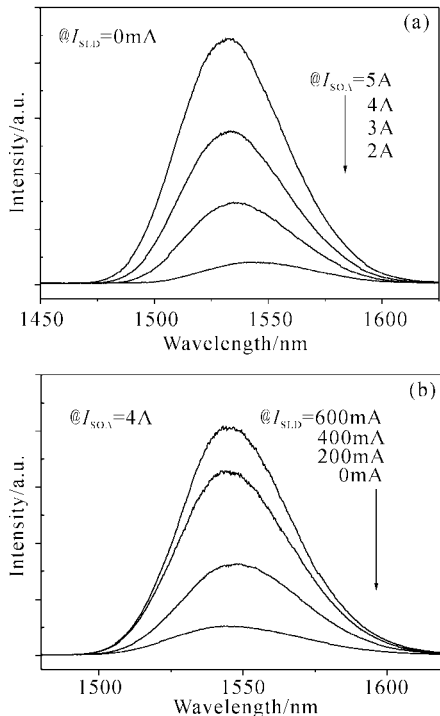 (a)
@I_SLD=0mA
@I_SOA=5A
4A
3A
2A
Intensity/a.u.
1450 1500 1550 1600
Wavelength/nm
(b)
@I_SOA=4A
@I_SLD=600mA
400mA
200mA
0mA
Intensity/a.u.
1500 1550 1600
Wavelength/nm